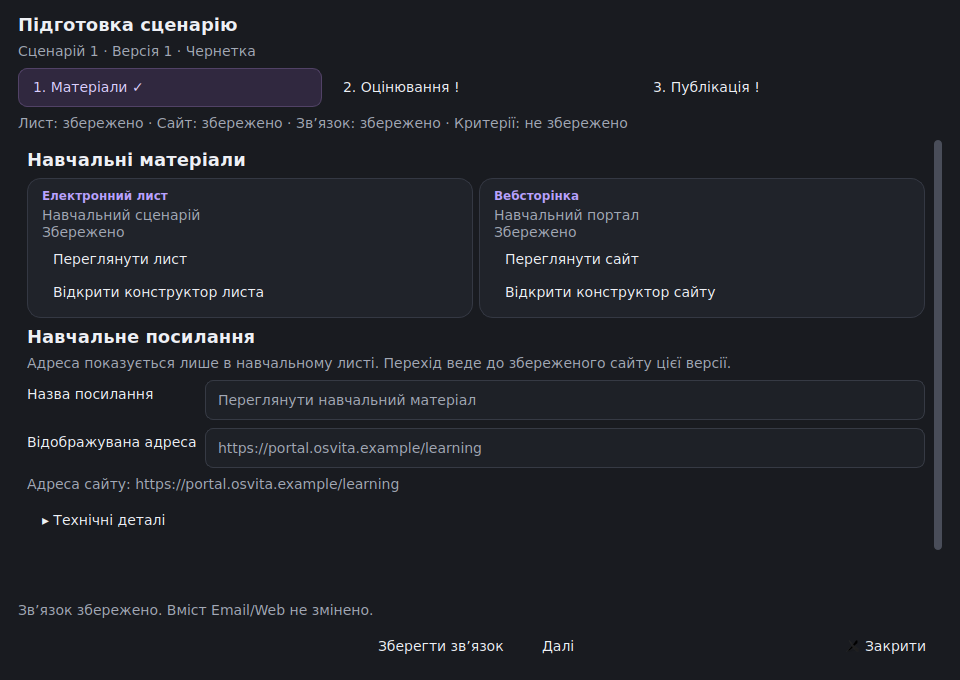 Підготовка сценарію
Сценарій 1 · Версія 1 · Чернетка
1. Матеріали ✓
2. Оцінювання !
3. Публікація !
Лист: збережено · Сайт: збережено · Зв’язок: збережено · Критерії: не збережено
Навчальні матеріали
Електронний лист
Навчальний сценарій
Збережено
Переглянути лист
Відкрити конструктор листа
Вебсторінка
Навчальний портал
Збережено
Переглянути сайт
Відкрити конструктор сайту
Навчальне посилання
Адреса показується лише в навчальному листі. Перехід веде до збереженого сайту цієї версії.
Назва посилання
Переглянути навчальний матеріал
Відображувана адреса
https://portal.osvita.example/learning
Адреса сайту: https://portal.osvita.example/learning
▸ Технічні деталі
Зв’язок збережено. Вміст Email/Web не змінено.
Зберегти зв’язок
Далі
Закрити